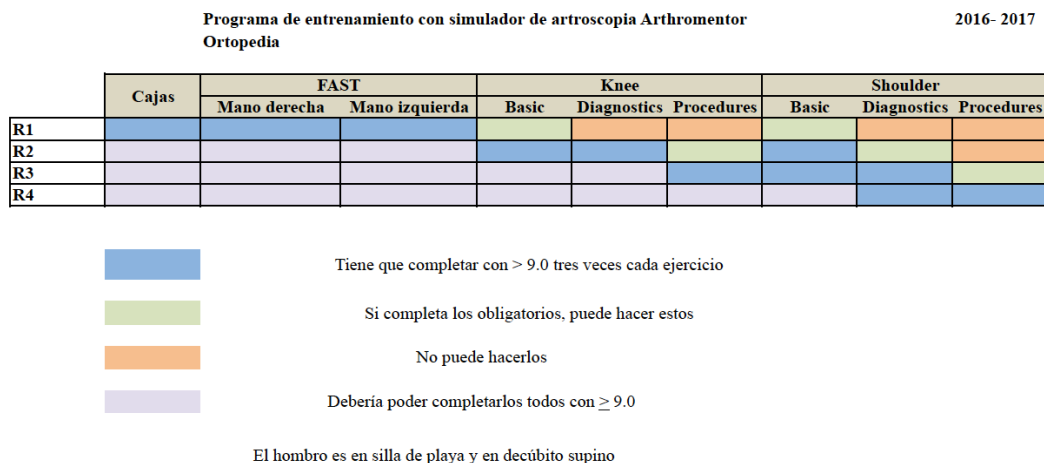 Programa de entrenamiento con simulador de artroscopia Arthromentor 2016- 2017
Ortopedia
Cajas FAST Knee Shoulder
Mano derecha Mano izquierda Basic Diagnostics Procedures Basic Diagnostics Procedures
R1
R2
R3
R4
Tiene que completar con > 9.0 tres veces cada ejercicio
Si completa los obligatorios, puede hacer estos
No puede hacerlos
Debería poder completarlos todos con ≥ 9.0
El hombro es en silla de playa y en decúbito supino